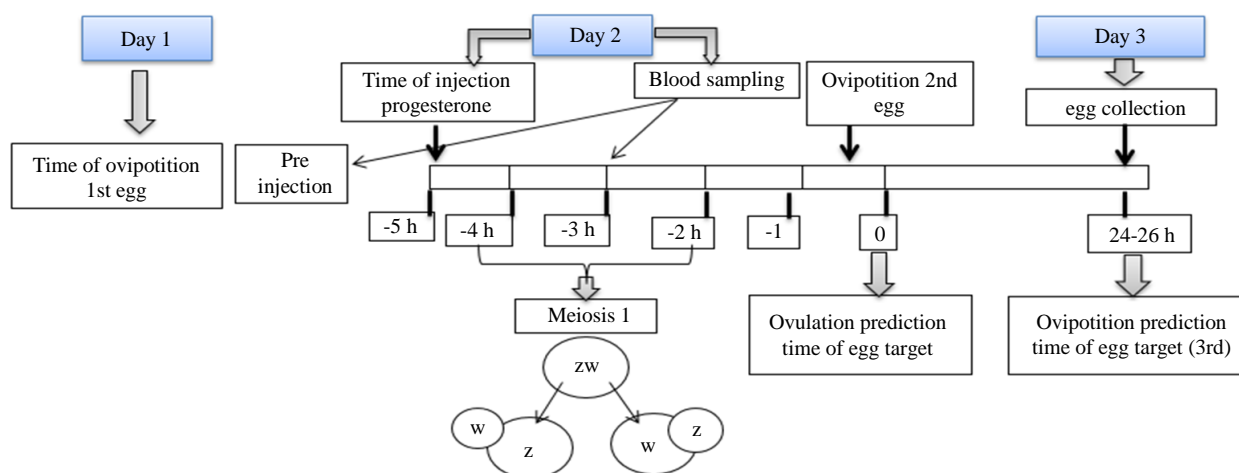 Day 1
Day 2
Day 3
Time of injection
progesterone
Blood sampling
Ovipotition 2nd
egg
egg collection
Time of ovipotition
1st egg
Pre
injection
-5 h
-4 h
-3 h
-2 h
-1
0
24-26 h
Meiosis 1
Ovulation prediction
time of egg target
Ovipotition prediction
time of egg target (3rd)
zw
w
z
w
z